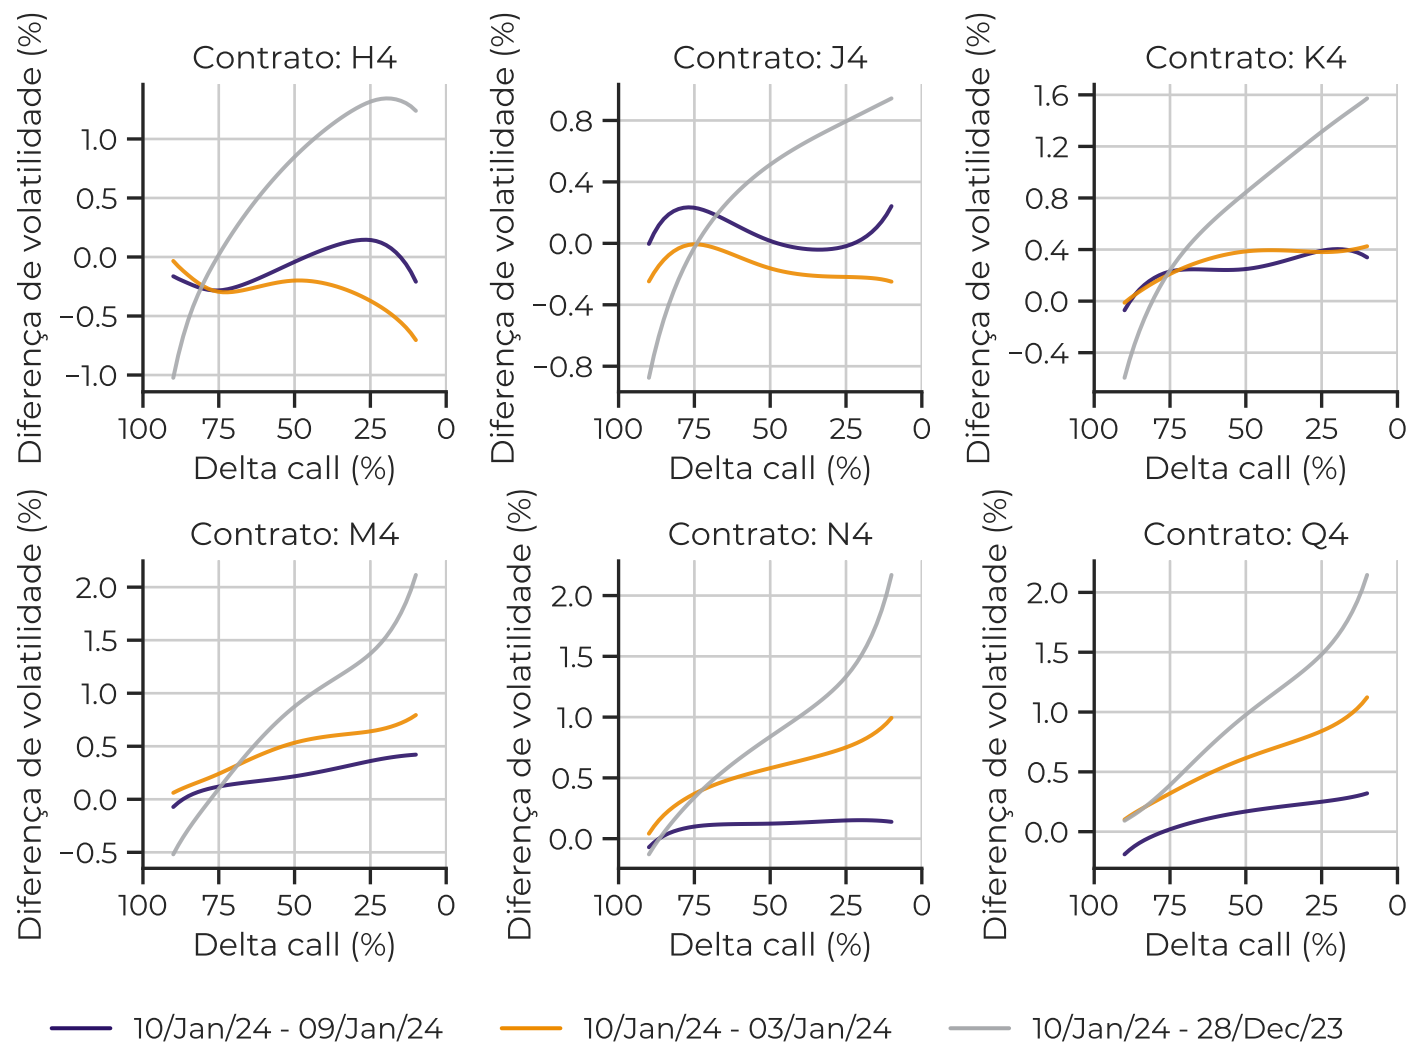 Contrato: H4
Diferença de volatilidade (%)
1.0
0.5
0.0
−0.5
−1.0
100 75 50 25 0
Delta call (%)
Contrato: J4
Diferença de volatilidade (%)
0.8
0.4
0.0
−0.4
−0.8
100 75 50 25 0
Delta call (%)
Contrato: K4
Diferença de volatilidade (%)
1.6
1.2
0.8
0.4
0.0
−0.4
100 75 50 25 0
Delta call (%)
Contrato: M4
Diferença de volatilidade (%)
2.0
1.5
1.0
0.5
0.0
−0.5
100 75 50 25 0
Delta call (%)
Contrato: N4
Diferença de volatilidade (%)
2.0
1.5
1.0
0.5
0.0
100 75 50 25 0
Delta call (%)
Contrato: Q4
Diferença de volatilidade (%)
2.0
1.5
1.0
0.5
0.0
100 75 50 25 0
Delta call (%)
10/Jan/24 - 09/Jan/24
10/Jan/24 - 03/Jan/24
10/Jan/24 - 28/Dec/23